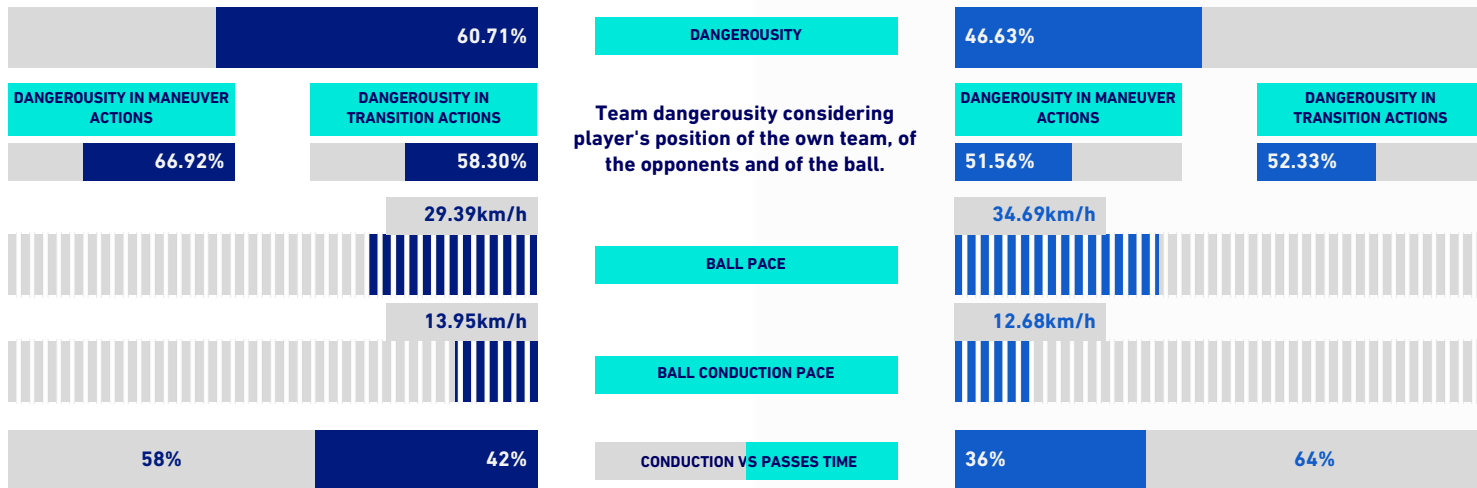 60.71%
DANGEROUSITY
46.63%
DANGEROUSITY IN MANEUVER
ACTIONS
DANGEROUSITY IN
TRANSITION ACTIONS
66.92%
58.30%
Team dangerousity considering
player's position of the own team, of
the opponents and of the ball.
DANGEROUSITY IN MANEUVER
ACTIONS
DANGEROUSITY IN
TRANSITION ACTIONS
51.56%
52.33%
29.39km/h
BALL PACE
34.69km/h
13.95km/h
BALL CONDUCTION PACE
12.68km/h
58%
42%
CONDUCTION VS PASSES TIME
36%
64%